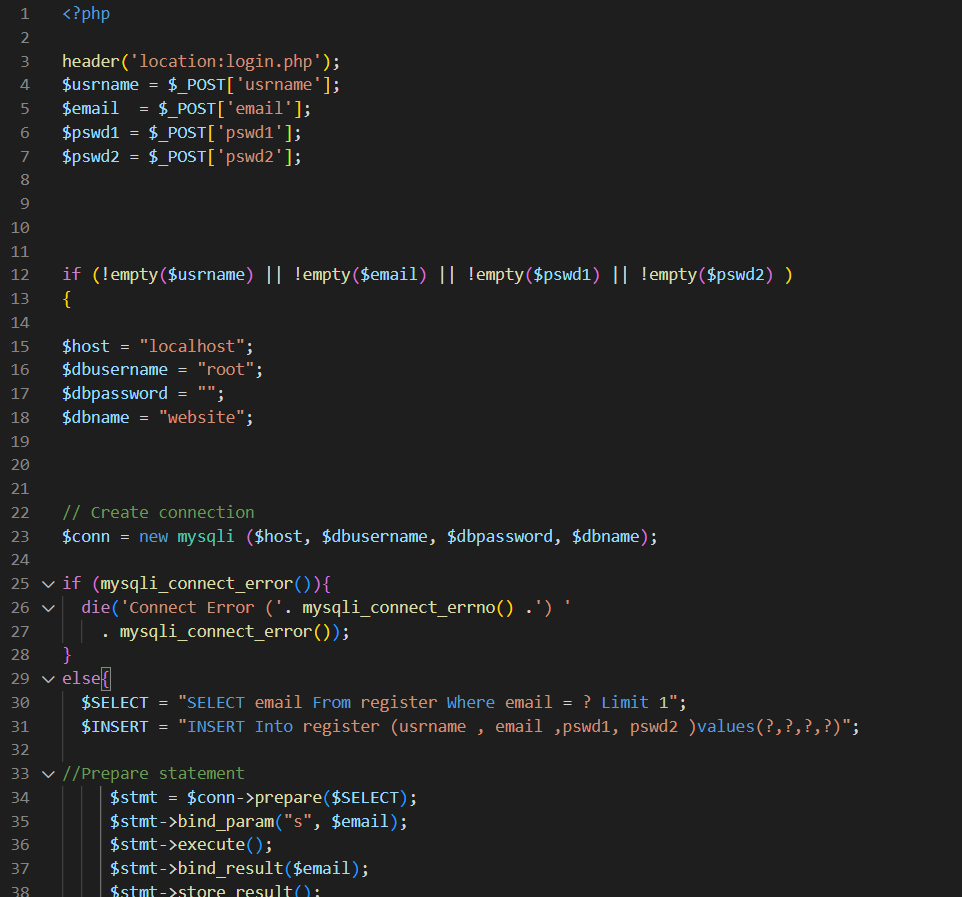 1 <?php
2
3 header('location:login.php');
4 $usrname = $_POST['usrname'];
5 $email  = $_POST['email'];
6 $pswd1 = $_POST['pswd1'];
7 $pswd2 = $_POST['pswd2'];
8
9
10
11
12 if (!empty($usrname) || !empty($email) || !empty($pswd1) || !empty($pswd2) )
13 {
14
15 $host = "localhost";
16 $dbusername = "root";
17 $dbpassword = "";
18 $dbname = "website";
19
20
21
22 // Create connection
23 $conn = new mysqli ($host, $dbusername, $dbpassword, $dbname);
24
25 if (mysqli_connect_error()){
26   die('Connect Error ('. mysqli_connect_errno() .') '
27     . mysqli_connect_error());
28 }
29 else{
30   $SELECT = "SELECT email From register Where email = ? Limit 1";
31   $INSERT = "INSERT Into register (usrname , email ,pswd1, pswd2 )values(?,?,?,?)";
32
33 //Prepare statement
34      $stmt = $conn->prepare($SELECT);
35      $stmt->bind_param("s", $email);
36      $stmt->execute();
37      $stmt->bind_result($email);
38      $stmt->store_result();